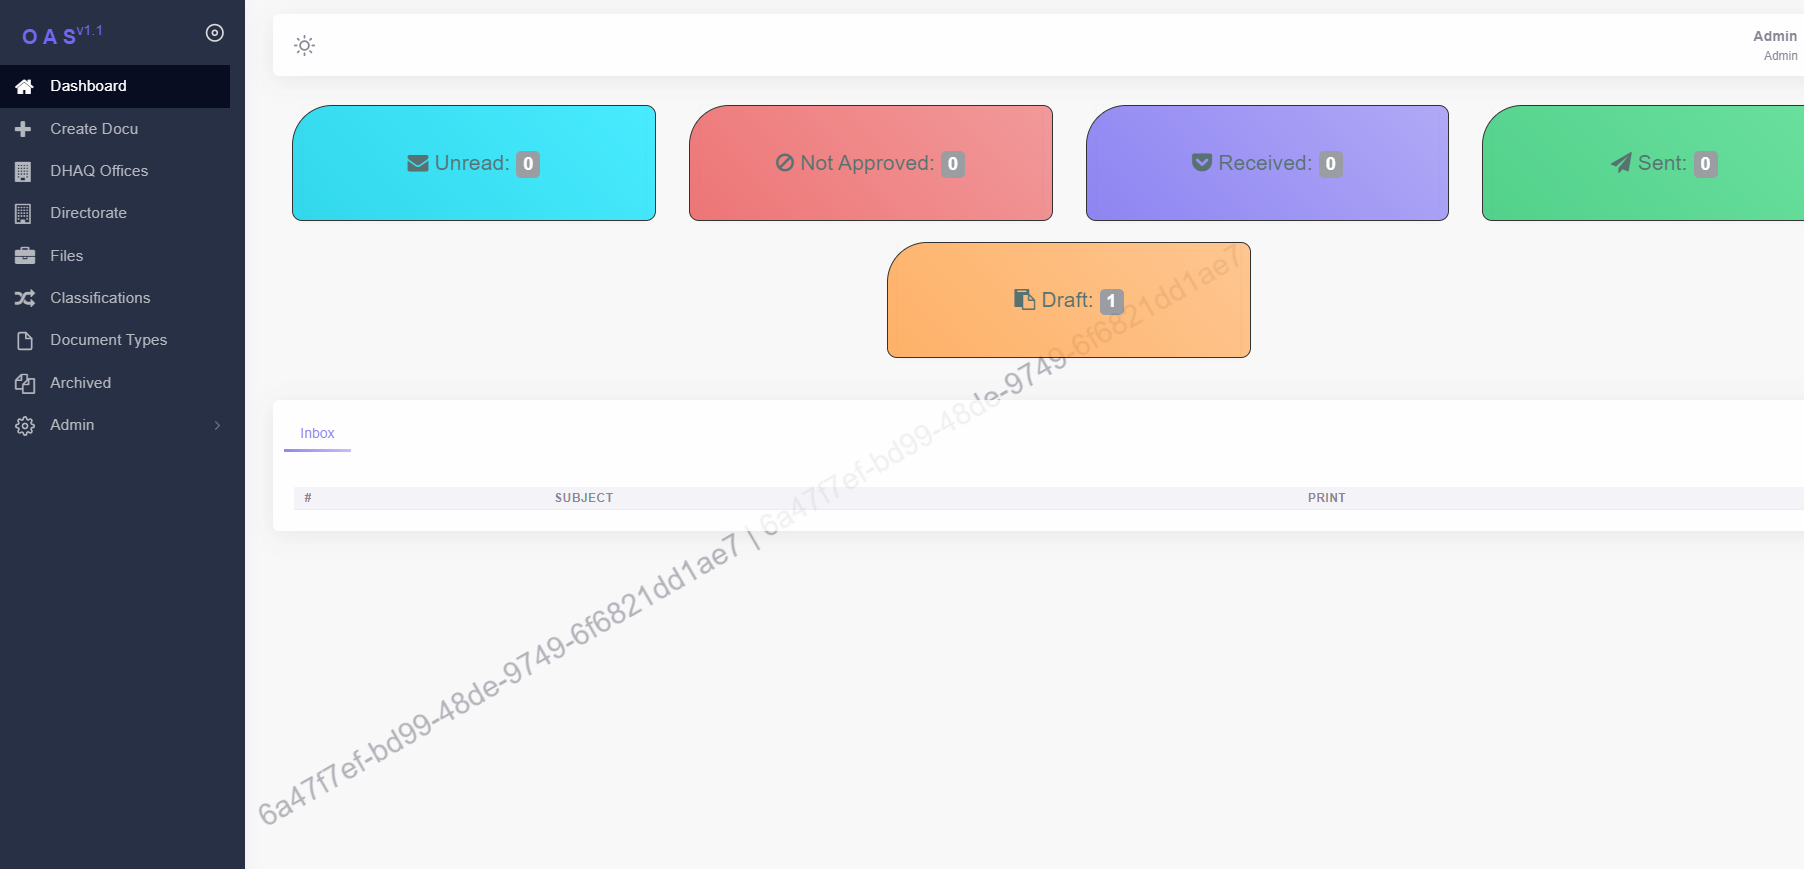 O A S v1.1
Dashboard
Create Docu
DHAQ Offices
Directorate
Files
Classifications
Document Types
Archived
Admin
Admin
Admin
Unread: 0
Not Approved: 0
Received: 0
Sent: 0
Draft: 1
Inbox
# SUBJECT PRINT
6a47f7ef-bd99-48de-9749-6f6821dd1ae7 | 6a47f7ef-bd99-48de-9749-6f6821dd1ae7